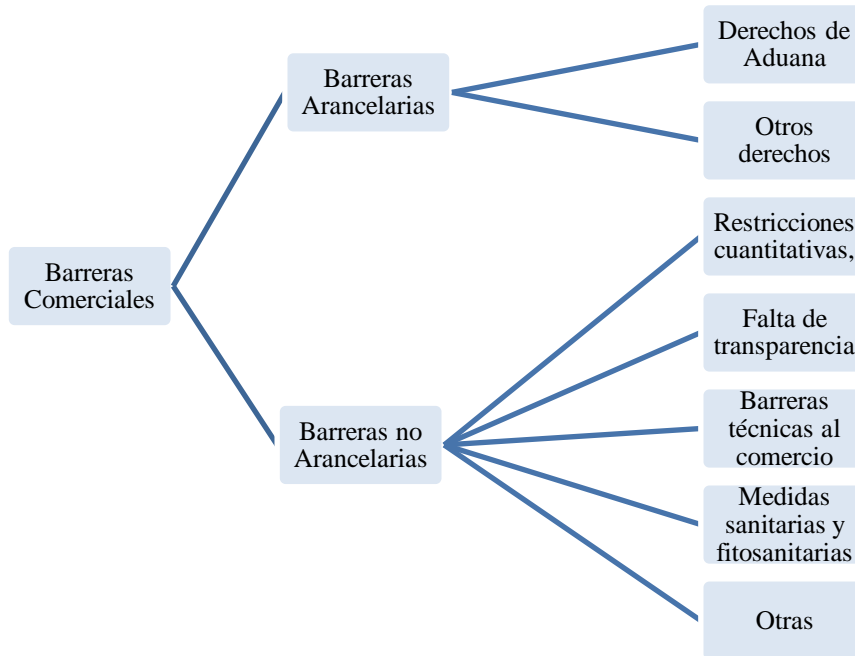 Barreras
Comerciales
Barreras
Arancelarias
Derechos de
Aduana
Otros
derechos
Barreras no
Arancelarias
Restricciones
cuantitativas,
Falta de
transparencia
Barreras
técnicas al
comercio
Medidas
sanitarias y
fitosanitarias
Otras